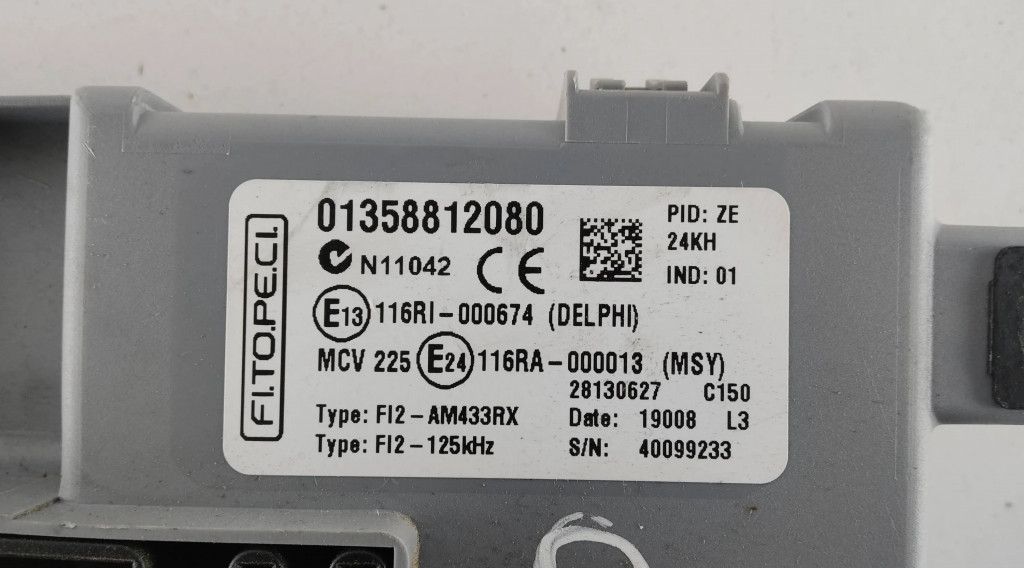 FI.TO.PE.CI.
01358812080
N11042 CE
E13 116RI-000674 (DELPHI)
MCV 225 E24 116RA-000013 (MSY)
28130627 C150
Type: FI2-AM433RX
Date: 19008 L3
Type: FI2-125kHz
S/N: 40099233
PID: ZE
24KH
IND: 01